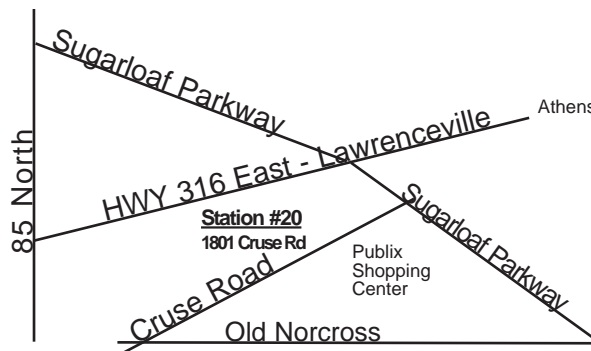 Sugarloaf Parkway
Athens
HWY 316 East - Lawrenceville
85 North
Station #20
1801 Cruse Rd
Sugarloaf Parkway
Publix
Shopping
Center
Cruse Road
Old Norcross